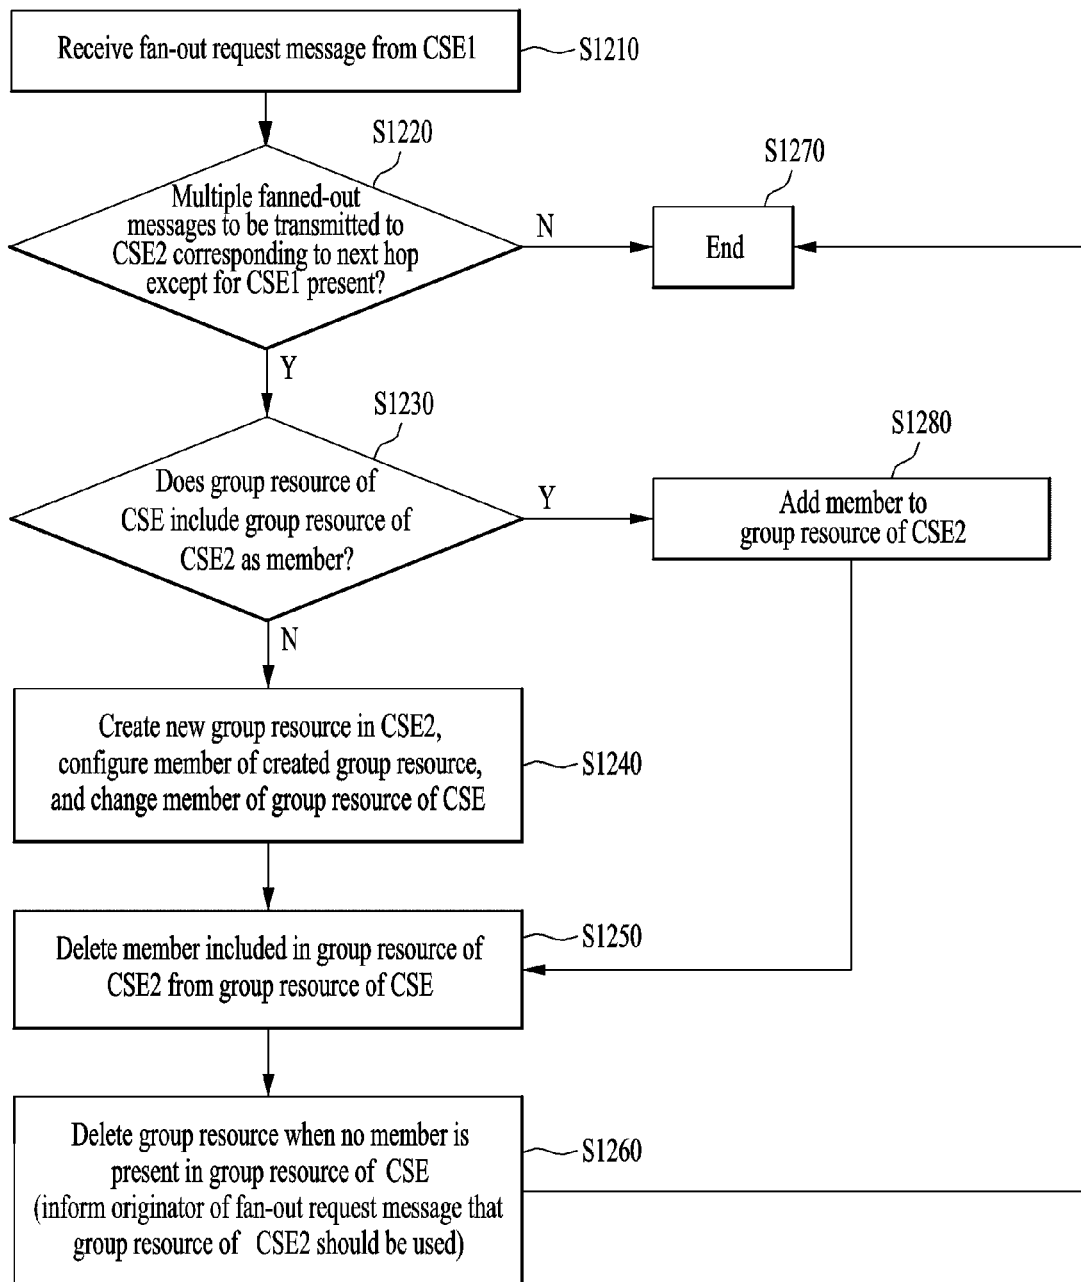 Receive fan-out request message from CSE1
S1210
S1220
Multiple fanned-out
messages to be transmitted to
CSE2 corresponding to next hop
except for CSE1 present?
N
S1270
End
Y
S1230
Does group resource of
CSE include group resource of
CSE2 as member?
Y
S1280
Add member to
group resource of CSE2
N
Create new group resource in CSE2,
configure member of created group resource,
and change member of group resource of CSE
S1240
Delete member included in group resource of
CSE2 from group resource of CSE
S1250
Delete group resource when no member is
present in group resource of CSE
(inform originator of fan-out request message that
group resource of CSE2 should be used)
S1260